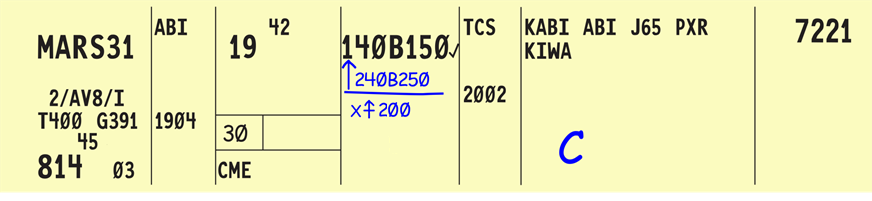 MARS31
2/AV8/I
T400 G391
45
814 03
ABI
1904
19 42
30
CME
140B150✓
↑240B250
X↑200
TCS
2002
KABI ABI J65 PXR
KIWA
C
7221